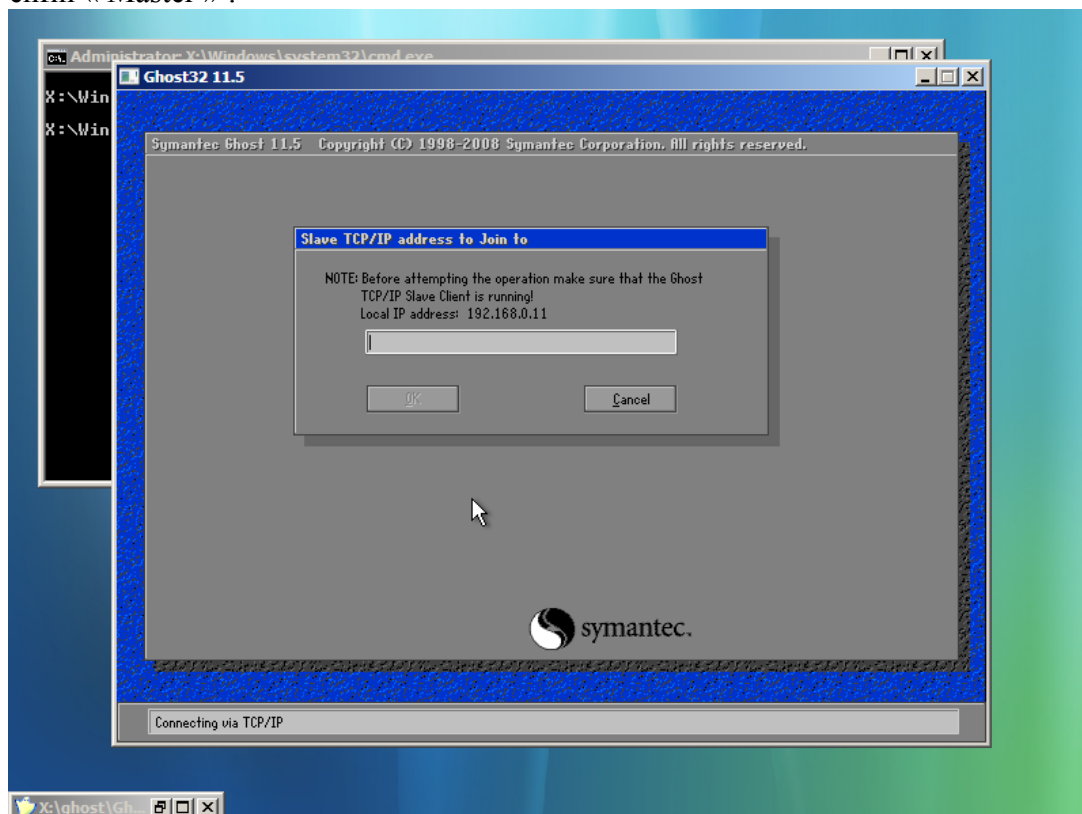 Administrator: X:\Windows\system32\cmd.exe
Ghost32 11.5
X:\Win
X:\Win
Symantec Ghost 11.5 Copyright (C) 1998-2008 Symantec Corporation. All rights reserved.
Slave TCP/IP address to Join to
NOTE: Before attempting the operation make sure that the Ghost
TCP/IP Slave Client is running!
Local IP address: 192.168.0.11
OK
Cancel
symantec.
Connecting via TCP/IP
X:\ghost\Gh...